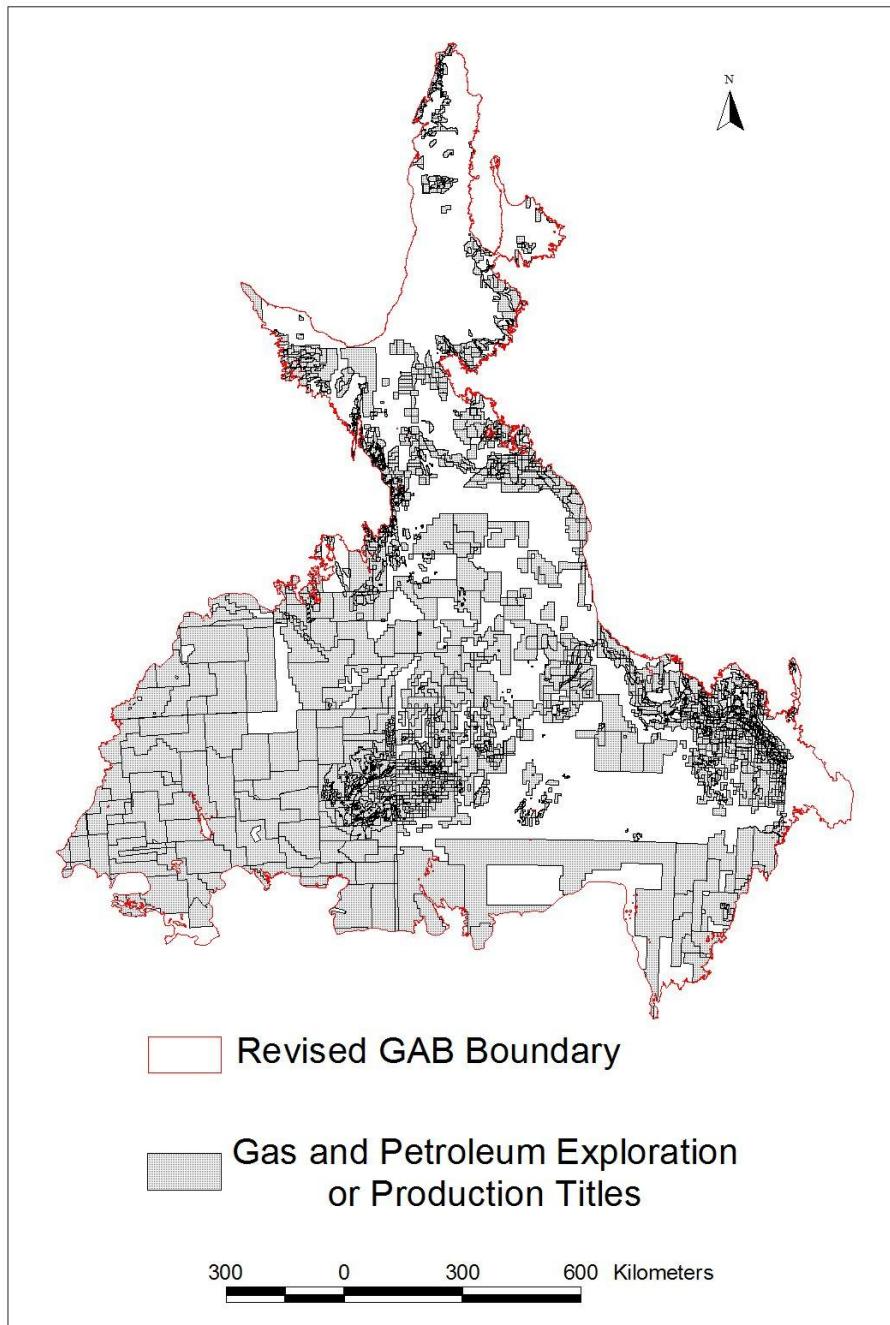 N
Revised GAB Boundary
Gas and Petroleum Exploration
or Production Titles
300 0 300 600 Kilometers